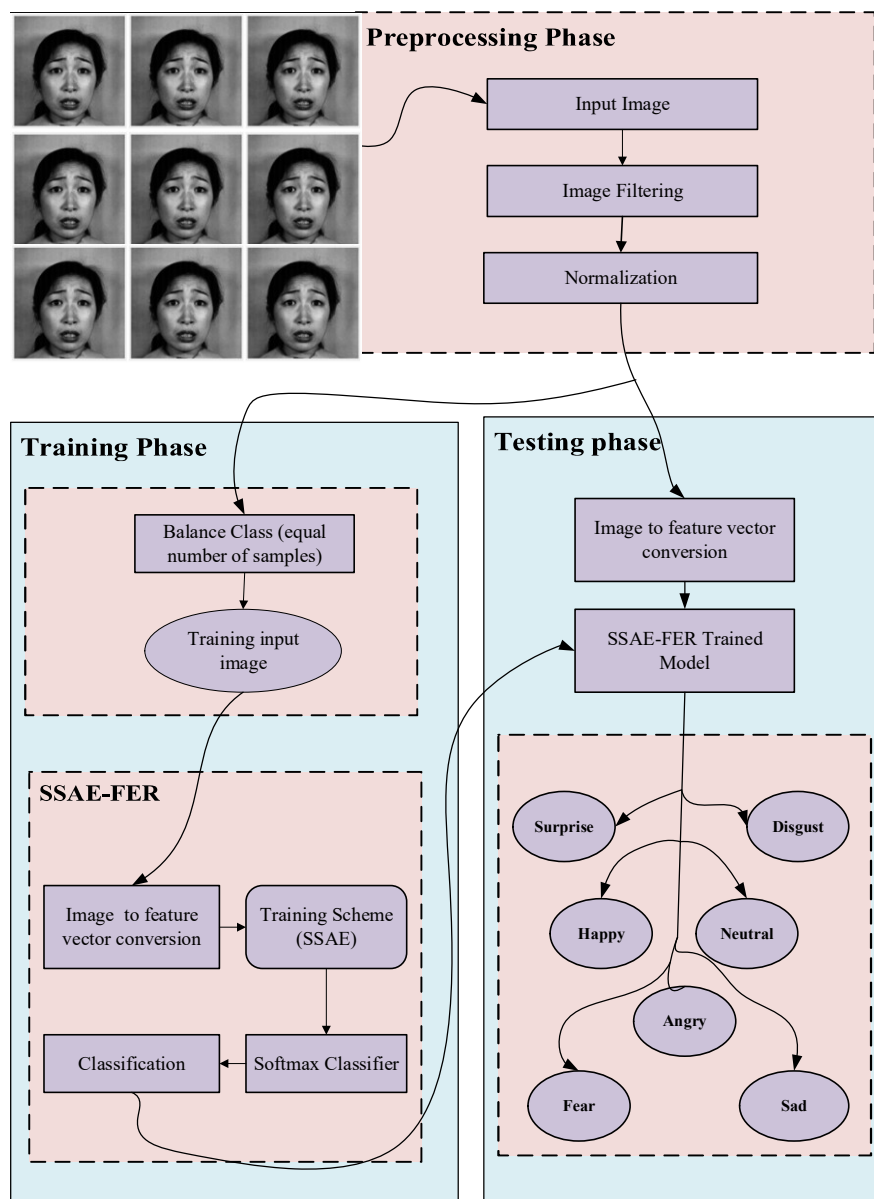 Preprocessing Phase
Input Image
Image Filtering
Normalization
Training Phase
Balance Class (equal
number of samples)
Training input
image
SSAE-FER
Image to feature
vector conversion
Training Scheme
(SSAE)
Softmax Classifier
Classification
Testing phase
Image to feature vector
conversion
SSAE-FER Trained
Model
Surprise
Disgust
Happy
Neutral
Angry
Fear
Sad